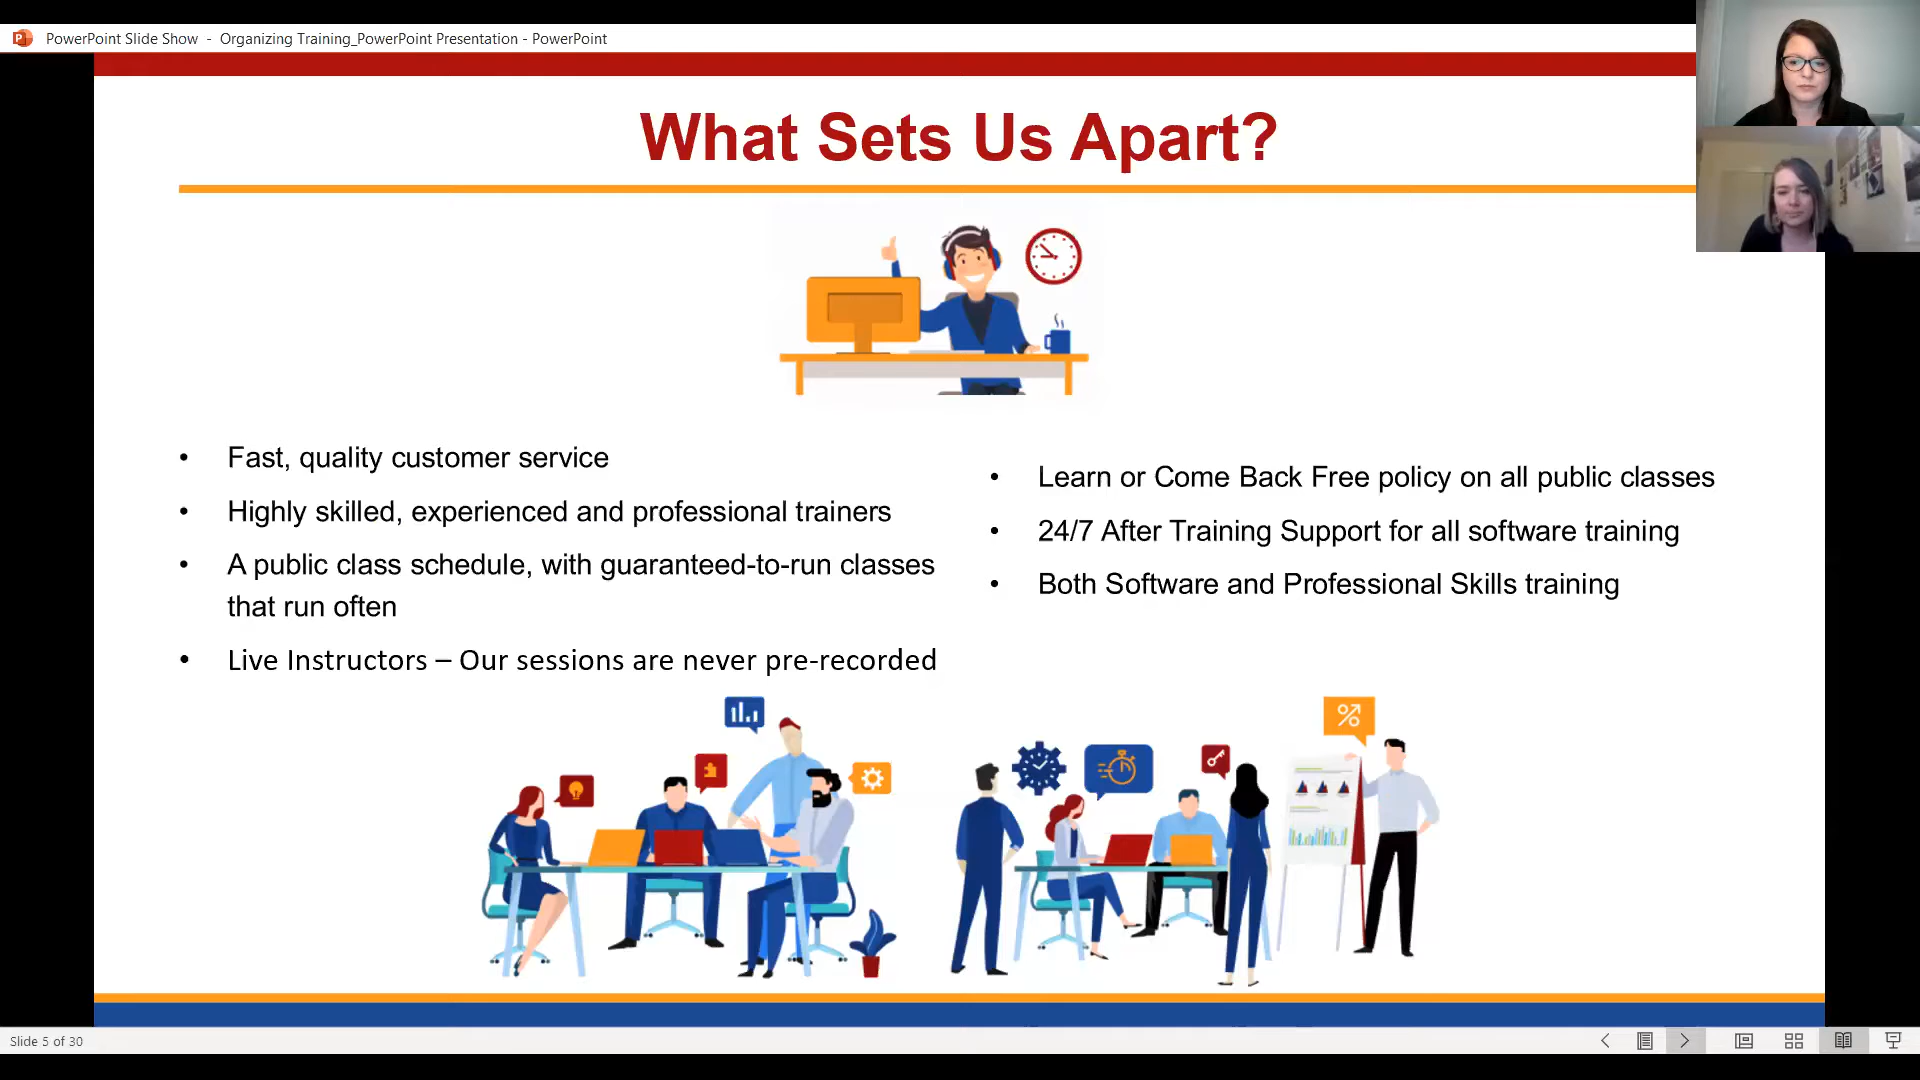 PowerPoint Slide Show - Organizing Training_PowerPoint Presentation - PowerPoint
What Sets Us Apart?
• Fast, quality customer service
• Highly skilled, experienced and professional trainers
• A public class schedule, with guaranteed-to-run classes
that run often
• Live Instructors – Our sessions are never pre-recorded
• Learn or Come Back Free policy on all public classes
• 24/7 After Training Support for all software training
• Both Software and Professional Skills training
Slide 5 of 30